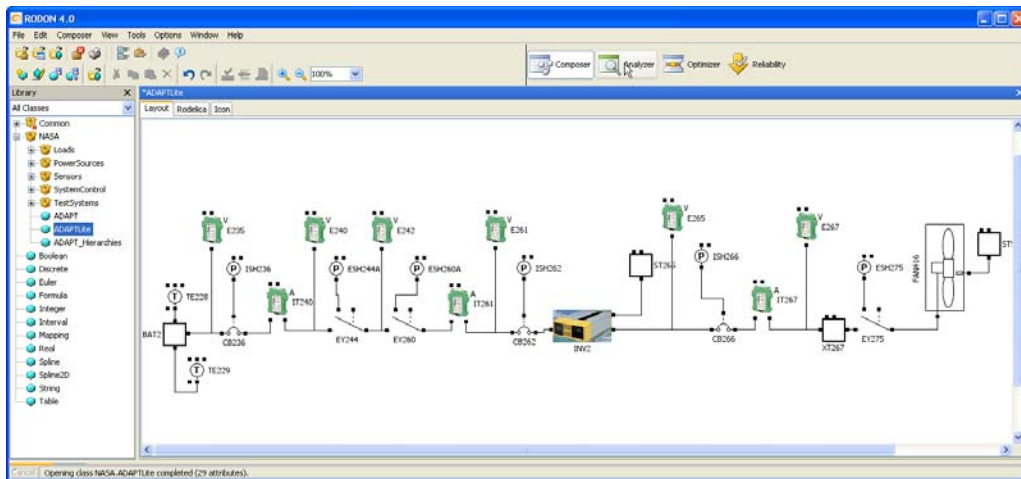 RODON 4.0
File Edit Composer View Tools Options Window Help
100%
Composer Analyzer Optimizer Reliability
Library
All Classes
Common
NASA
Loads
PowerSources
Sensors
SystemControl
TestSystems
ADAPT
ADAPTLite
ADAPT_Hierarchies
Boolean
Discrete
Euler
Formula
Integer
Interval
Mapping
Real
Spline
Spline2D
String
Table
*ADAPTLite
Layout Rodelica Icon
V V V V V V
E235 E240 E242 E261 E265 E267
P ISH236 P ESH244A P ESH260A P ISH262 ST265 P ISH266 P ESH275 FAN416
T TE228 A IT240 A IT261 A IT267
BAT2 CB236 EY244 EY260 CB262 INV2 CB266 XT267 EY275
T TE229
Cancel Opening class NASA.ADAPTLite completed (29 attributes).